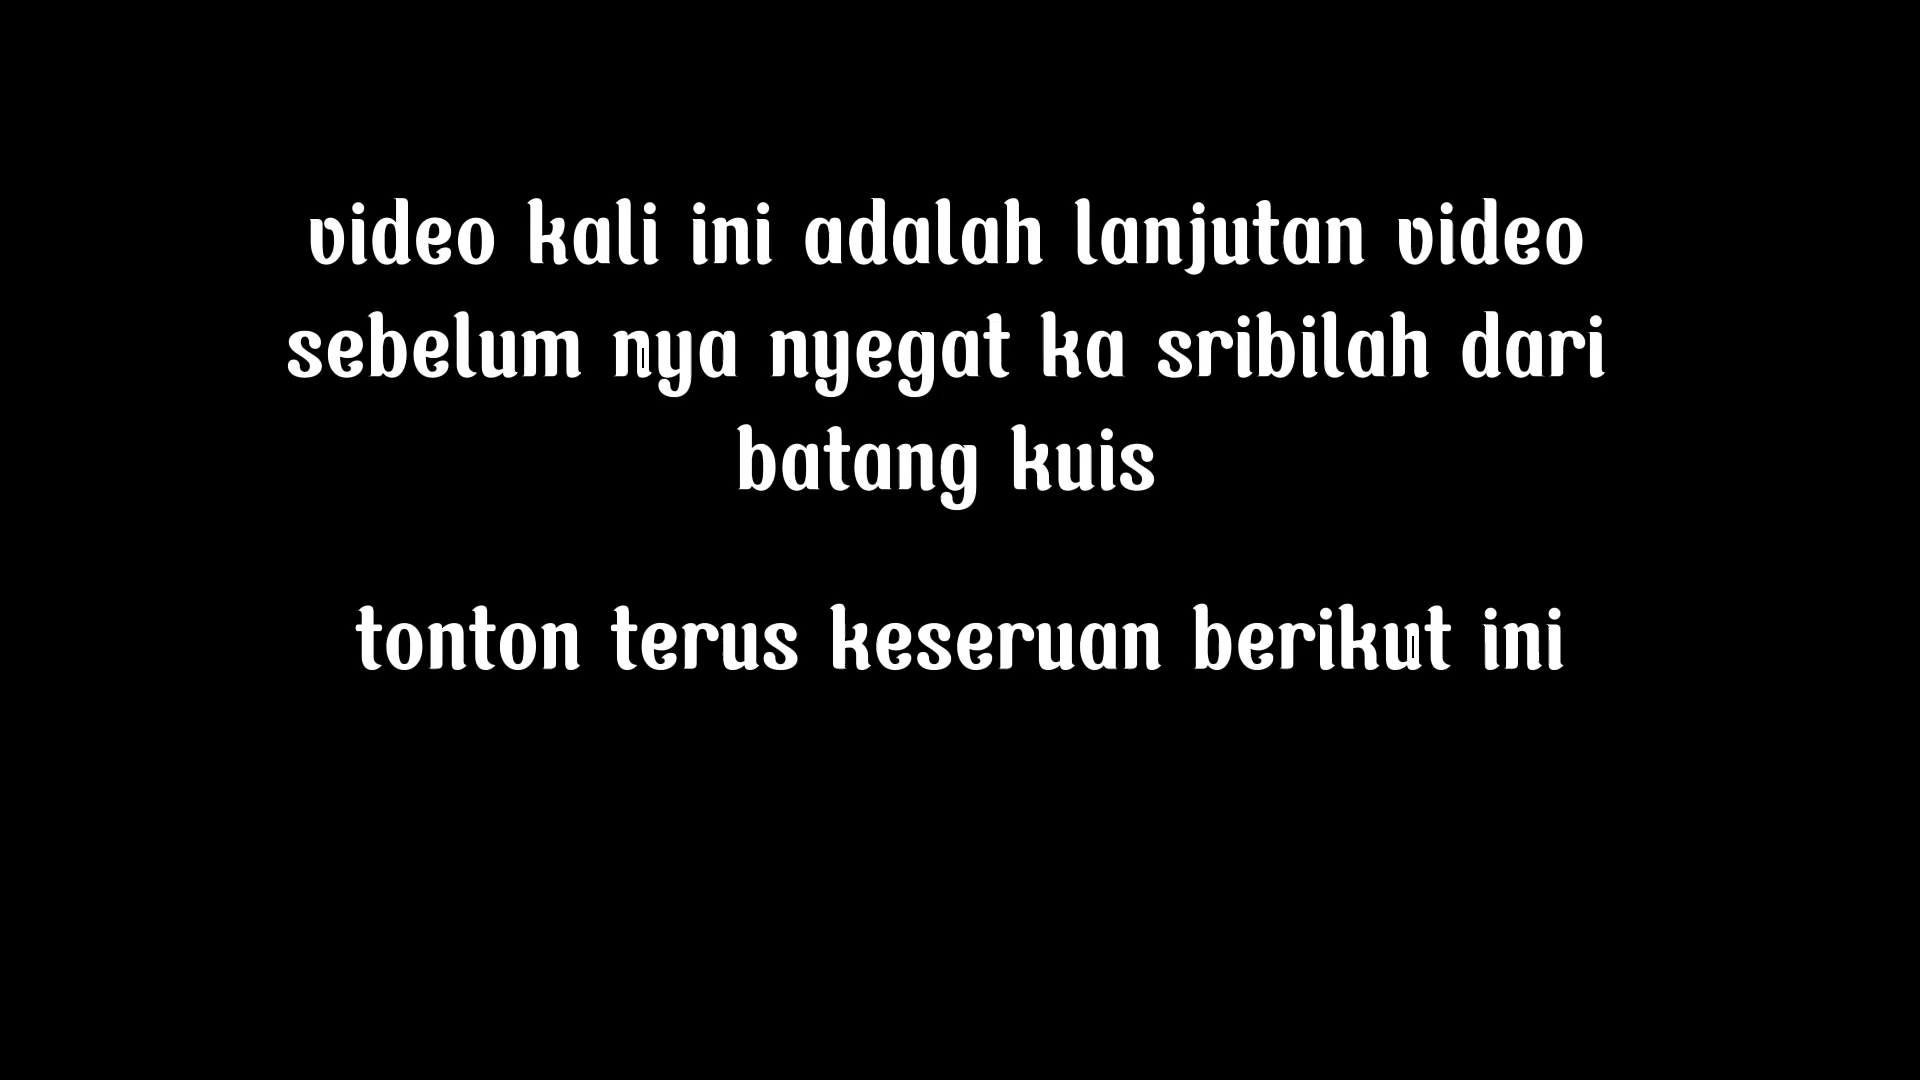 video kali ini adalah lanjutan video
sebelum nya nyegat ka sribilah dari
batang kuis
tonton terus keseruan berikut ini